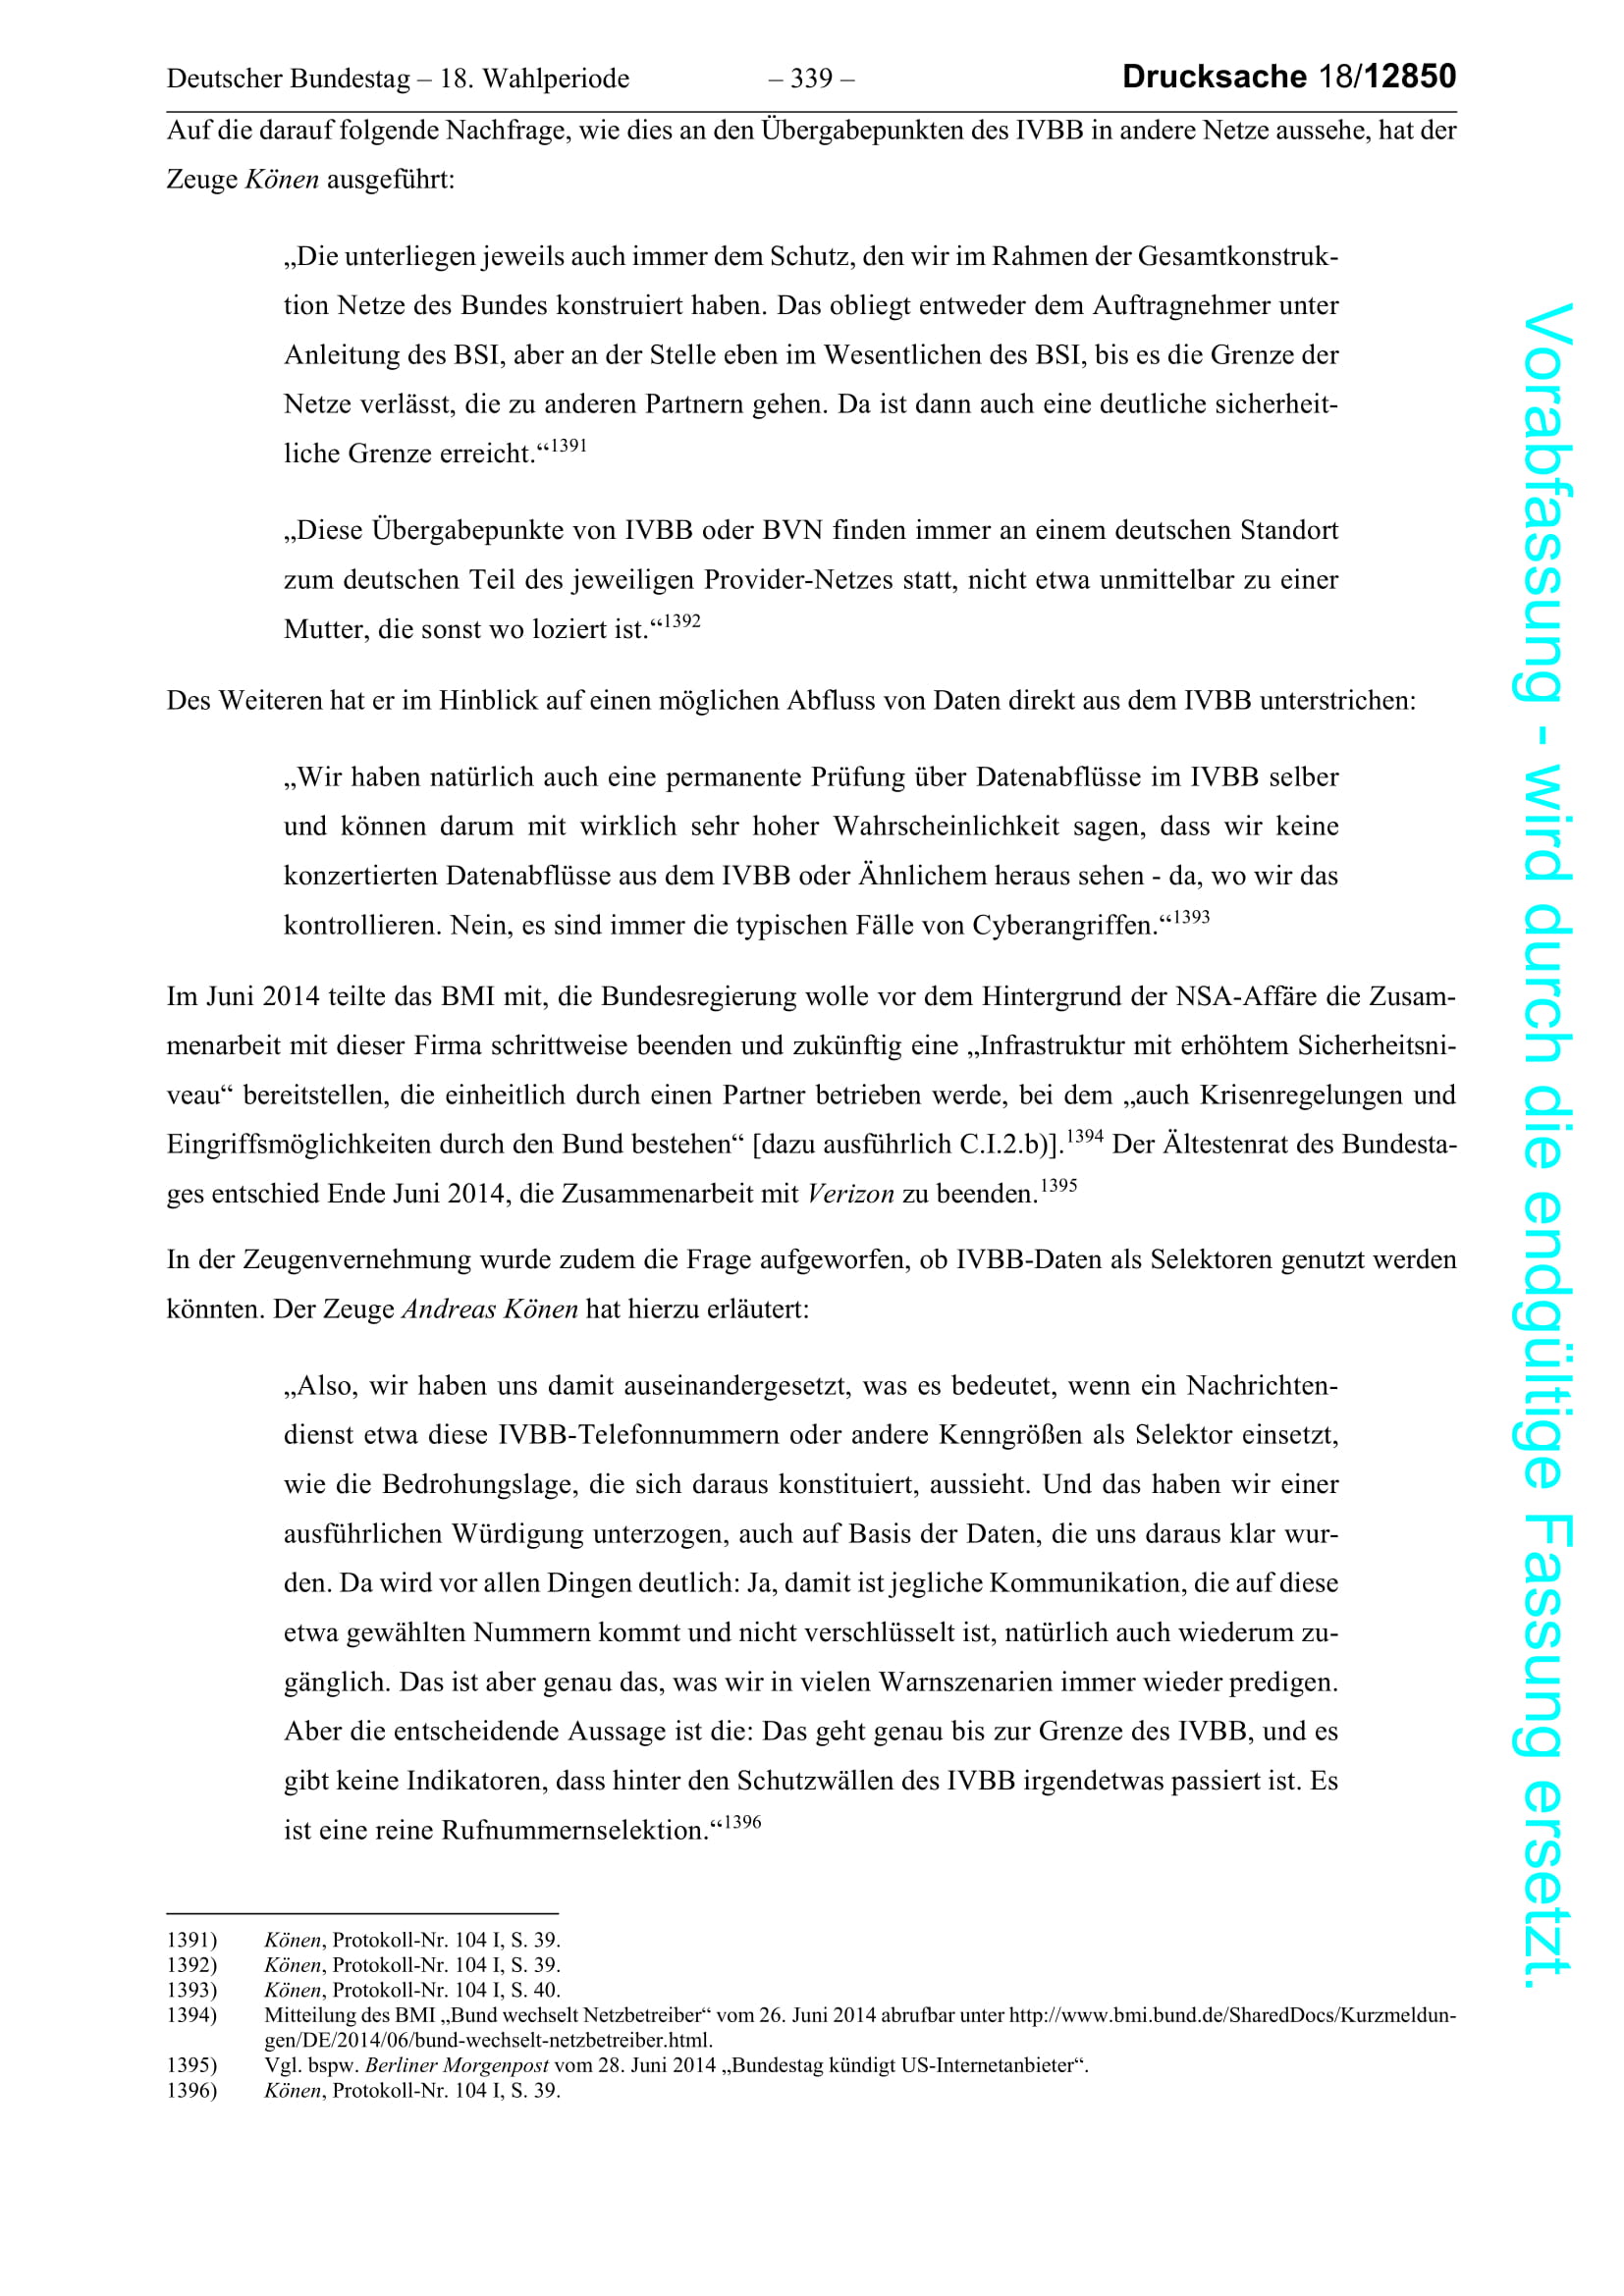 Deutscher Bundestag – 18. Wahlperiode – 339 – Drucksache 18/12850
Auf die darauf folgende Nachfrage, wie dies an den Übergabepunkten des IVBB in andere Netze aussehe, hat der
Zeuge Könen ausgeführt:
„Die unterliegen jeweils auch immer dem Schutz, den wir im Rahmen der Gesamtkonstruk-
tion Netze des Bundes konstruiert haben. Das obliegt entweder dem Auftragnehmer unter
Anleitung des BSI, aber an der Stelle eben im Wesentlichen des BSI, bis es die Grenze der
Netze verlässt, die zu anderen Partnern gehen. Da ist dann auch eine deutliche sicherheit-
liche Grenze erreicht.“1391
„Diese Übergabepunkte von IVBB oder BVN finden immer an einem deutschen Standort
zum deutschen Teil des jeweiligen Provider-Netzes statt, nicht etwa unmittelbar zu einer
Mutter, die sonst wo loziert ist.“1392
Des Weiteren hat er im Hinblick auf einen möglichen Abfluss von Daten direkt aus dem IVBB unterstrichen:
„Wir haben natürlich auch eine permanente Prüfung über Datenabflüsse im IVBB selber
und können darum mit wirklich sehr hoher Wahrscheinlichkeit sagen, dass wir keine
konzertierten Datenabflüsse aus dem IVBB oder Ähnlichem heraus sehen - da, wo wir das
kontrollieren. Nein, es sind immer die typischen Fälle von Cyberangriffen.“1393
Im Juni 2014 teilte das BMI mit, die Bundesregierung wolle vor dem Hintergrund der NSA-Affäre die Zusam-
menarbeit mit dieser Firma schrittweise beenden und zukünftig eine „Infrastruktur mit erhöhtem Sicherheitsni-
veau“ bereitstellen, die einheitlich durch einen Partner betrieben werde, bei dem „auch Krisenregelungen und
Eingriffsmöglichkeiten durch den Bund bestehen“ [dazu ausführlich C.I.2.b)].1394 Der Ältestenrat des Bundesta-
ges entschied Ende Juni 2014, die Zusammenarbeit mit Verizon zu beenden.1395
In der Zeugenvernehmung wurde zudem die Frage aufgeworfen, ob IVBB-Daten als Selektoren genutzt werden
könnten. Der Zeuge Andreas Könen hat hierzu erläutert:
„Also, wir haben uns damit auseinandergesetzt, was es bedeutet, wenn ein Nachrichten-
dienst etwa diese IVBB-Telefonnummern oder andere Kenngrößen als Selektor einsetzt,
wie die Bedrohungslage, die sich daraus konstituiert, aussieht. Und das haben wir einer
ausführlichen Würdigung unterzogen, auch auf Basis der Daten, die uns daraus klar wur-
den. Da wird vor allen Dingen deutlich: Ja, damit ist jegliche Kommunikation, die auf diese
etwa gewählten Nummern kommt und nicht verschlüsselt ist, natürlich auch wiederum zu-
gänglich. Das ist aber genau das, was wir in vielen Warnszenarien immer wieder predigen.
Aber die entscheidende Aussage ist die: Das geht genau bis zur Grenze des IVBB, und es
gibt keine Indikatoren, dass hinter den Schutzwällen des IVBB irgendetwas passiert ist. Es
ist eine reine Rufnummernselektion.“1396
1391) Könen, Protokoll-Nr. 104 I, S. 39.
1392) Könen, Protokoll-Nr. 104 I, S. 39.
1393) Könen, Protokoll-Nr. 104 I, S. 40.
1394) Mitteilung des BMI „Bund wechselt Netzbetreiber“ vom 26. Juni 2014 abrufbar unter http://www.bmi.bund.de/SharedDocs/Kurzmeldun-
gen/DE/2014/06/bund-wechselt-netzbetreiber.html.
1395) Vgl. bspw. Berliner Morgenpost vom 28. Juni 2014 „Bundestag kündigt US-Internetanbieter“.
1396) Könen, Protokoll-Nr. 104 I, S. 39.
Vorabfassung - wird durch die endgültige Fassung ersetzt.